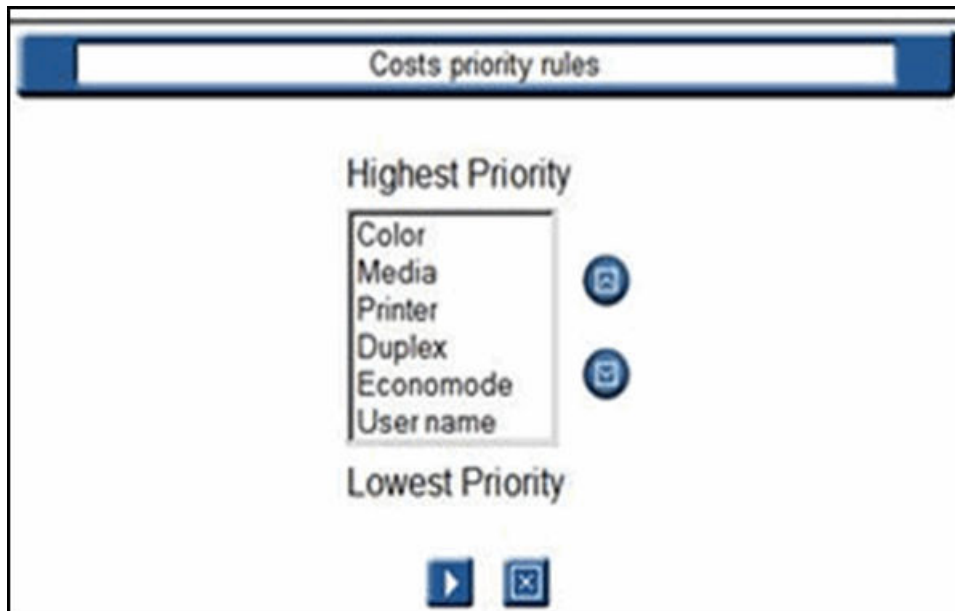 Costs priority rules
Highest Priority
Color
Media
Printer
Duplex
Economode
User name
Lowest Priority